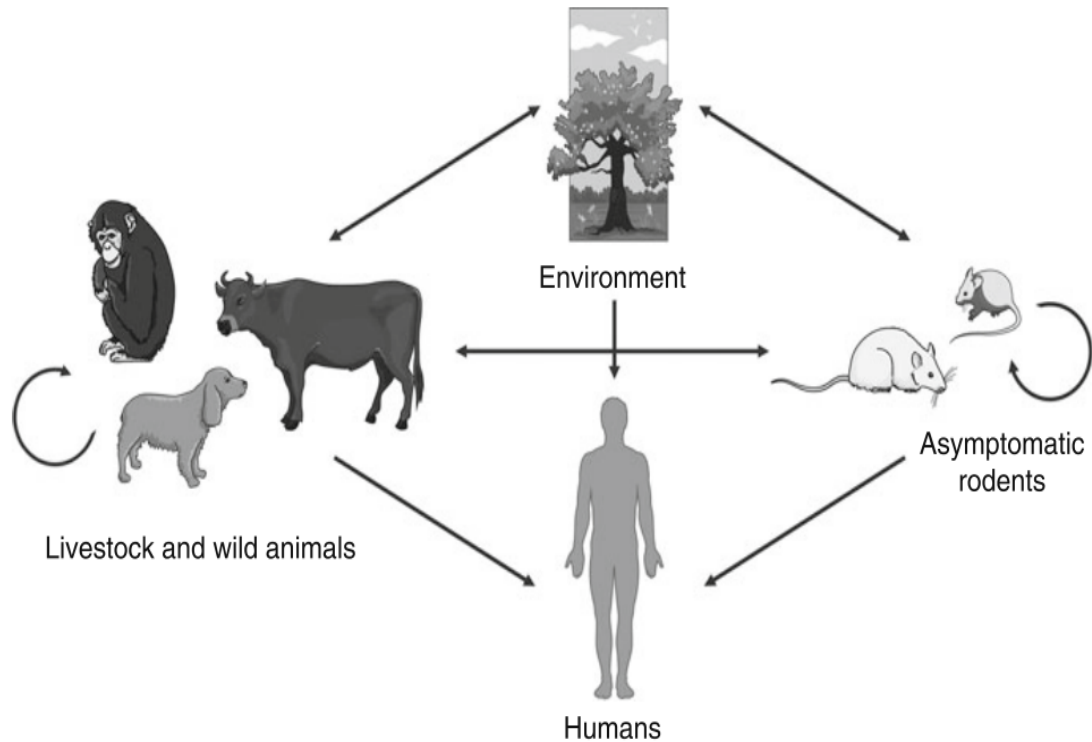 Environment
Asymptomatic
rodents
Livestock and wild animals
Humans